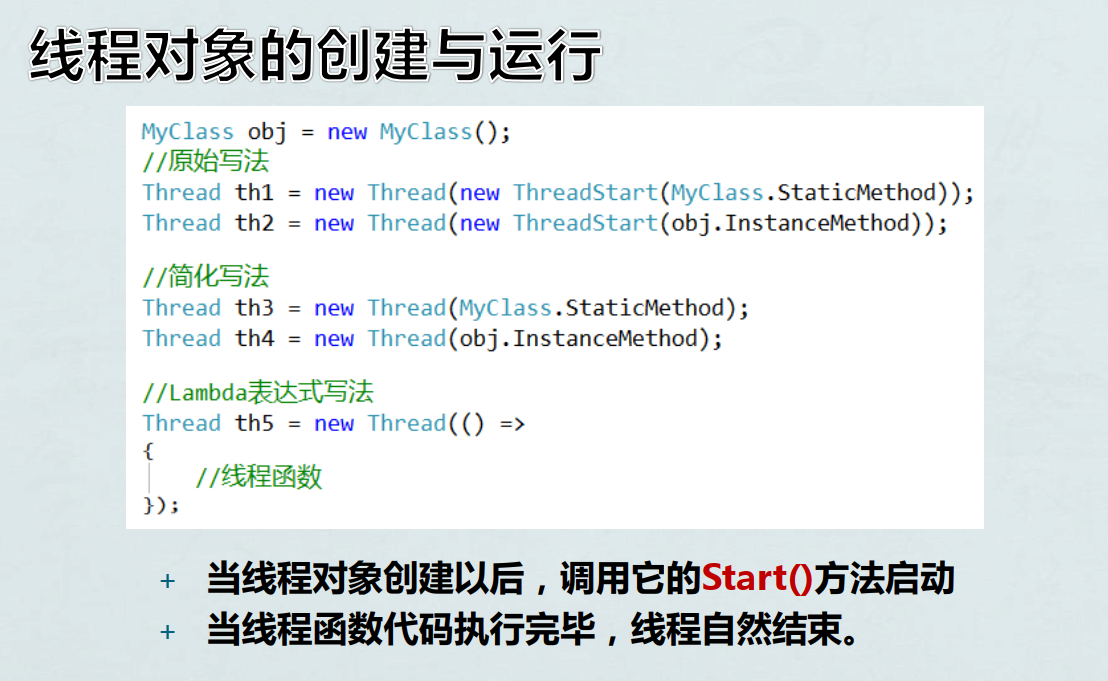 线程对象的创建与运行
MyClass obj = new MyClass();
//原始写法
Thread th1 = new Thread(new ThreadStart(MyClass.StaticMethod));
Thread th2 = new Thread(new ThreadStart(obj.InstanceMethod));
//简化写法
Thread th3 = new Thread(MyClass.StaticMethod);
Thread th4 = new Thread(obj.InstanceMethod);
//Lambda表达式写法
Thread th5 = new Thread(() =>
{
//线程函数
});
+ 当线程对象创建以后，调用它的Start()方法启动
+ 当线程函数代码执行完毕，线程自然结束。